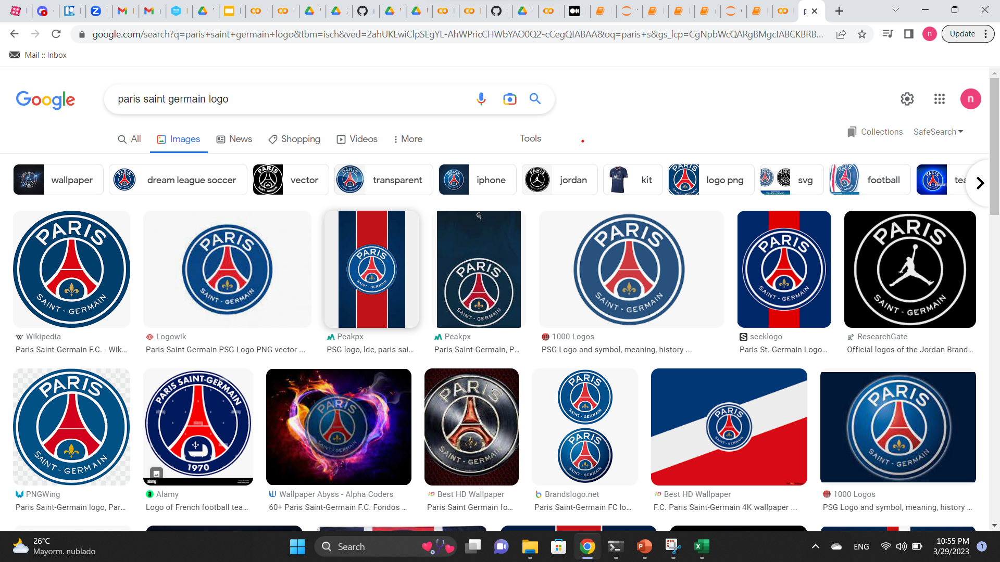 google.com/search?q=paris+saint+germain+logo&tbm=isch&ved=2ahUKEwiClpSEgYL-AhWPricCHWbYAO0Q2-cCegQIABAA&oq=paris+s&gs_lcp=CgNpbWcQARgBMgcIABCKBRB...
n
Update
Mail :: Inbox
Google
paris saint germain logo
n
All
Images
News
Shopping
Videos
More
Tools
Collections
SafeSearch
wallpaper
dream league soccer
vector
transparent
iphone
jordan
kit
logo png
svg
football
PARIS
SAINT - GERMAIN
PARIS
SAINT - GERMAIN
PARIS
SAINT - GERMAIN
PARIS
SAINT - GERMAIN
PARIS
SAINT - GERMAIN
PARIS
SAINT - GERMAIN
PARIS
SAINT - GERMAIN
Wikipedia
Logowik
Peakpx
Peakpx
1000 Logos
seeklogo
ResearchGate
Paris Saint-Germain F.C. - Wik...
Paris Saint Germain PSG Logo PNG vector ...
PSG logo, ldc, paris sai...
Paris Saint-Germain, P...
PSG Logo and symbol, meaning, history ...
Paris St. Germain Logo...
Official logos of the Jordan Brand...
PARIS
SAINT - GERMAIN
PARIS SAINT-GERMAIN
1970
alamy
PARIS
SAINT - GERMAIN
PARIS
SAINT - GERMAIN
PARIS
SAINT - GERMAIN
PARIS
SAINT - GERMAIN
PARIS
SAINT - GERMAIN
PARIS
SAINT - GERMAIN
PNGWing
Alamy
Wallpaper Abyss - Alpha Coders
Best HD Wallpaper
Brandslogo.net
Best HD Wallpaper
1000 Logos
Paris Saint-Germain logo, Par...
Logo of French football tea...
60+ Paris Saint-Germain F.C. Fondos ...
Paris Saint Germain fo...
Paris Saint-Germain FC lo...
F.C. Paris Saint-Germain 4K wallpaper ...
PSG Logo and symbol, meaning, history ...
26°C
Mayorm. nublado
Search
ENG
10:55 PM
3/29/2023
1